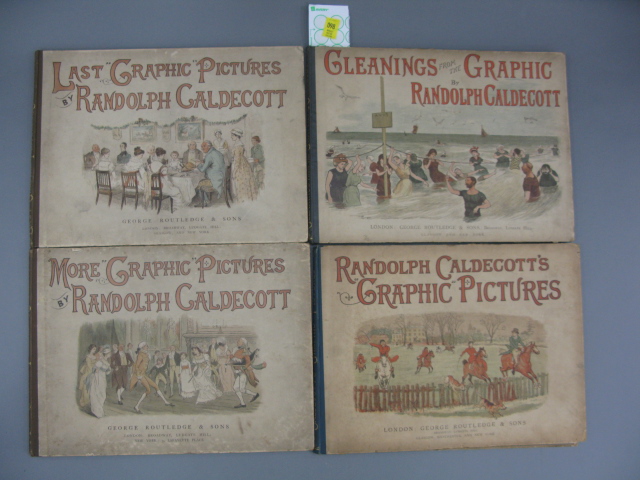 LAST "GRAPHIC" PICTURES
BY RANDOLPH CALDECOTT
GEORGE ROUTLEDGE & SONS
GLEANINGS FROM THE GRAPHIC
BY
RANDOLPH CALDECOTT
LONDON: GEORGE ROUTLEDGE & SONS
MORE "GRAPHIC" PICTURES
BY RANDOLPH CALDECOTT
GEORGE ROUTLEDGE & SONS
RANDOLPH CALDECOTT'S
"GRAPHIC" PICTURES
LONDON: GEORGE ROUTLEDGE & SONS